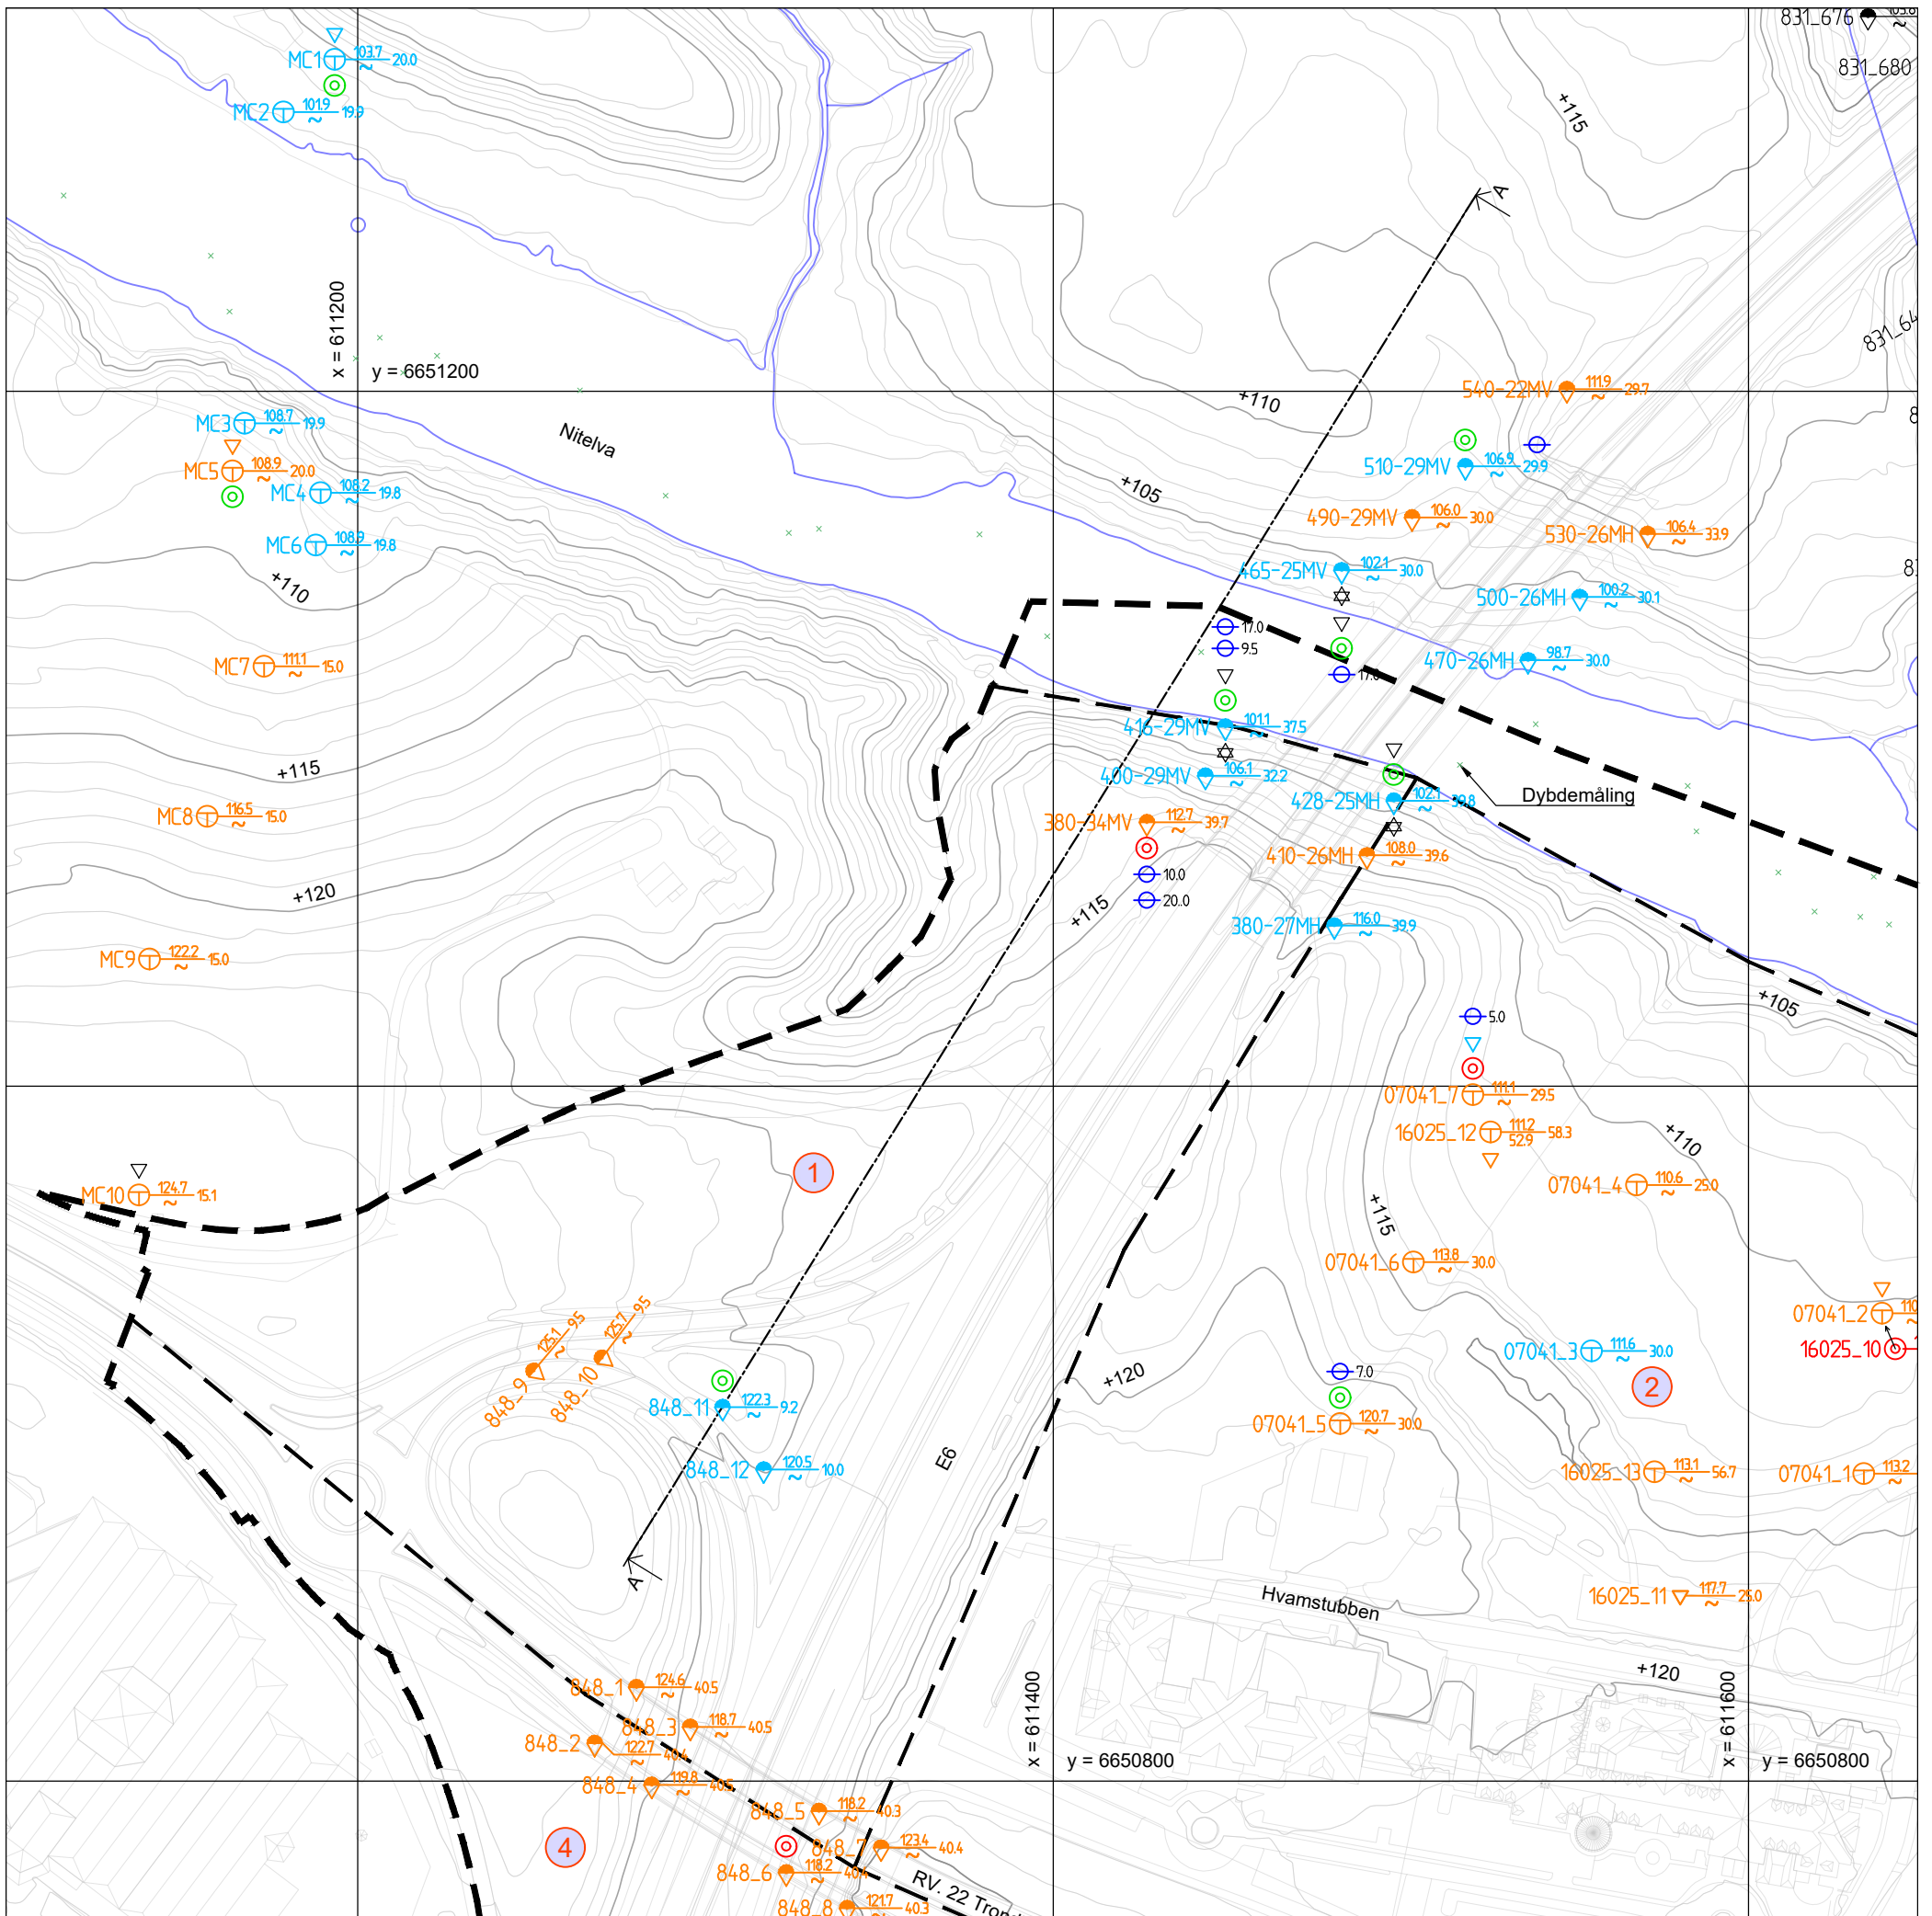 831_676
831_680
MC1 103.7 20.0
MC2 101.9 19.9
+115
A
x = 611200
y = 6651200
MC3 108.7 19.9
MC5 108.9 20.0
MC4 108.2 19.8
MC6 108.9 19.8
+110
Nitelva
+110
540-22MV 111.9 29.7
510-29MV 106.9 29.9
+105
490-29MV 106.0 30.0
530-26MH 106.4 33.9
465-25MV 102.1 30.0
500-26MH 100.2 30.1
17.0
9.5
470-26MH 98.7 30.0
17.0
MC7 111.1 15.0
416-29MV 101.1 37.5
400-29MV 106.1 32.2
428-25MH 102.1 39.8
Dybdemåling
+115
MC8 116.5 15.0
380-34MV 112.7 39.7
410-26MH 108.0 39.6
10.0
20.0
+120
+115
380-27MH 116.0 39.9
MC9 122.2 15.0
+105
5.0
07041_7 111.1 29.5
16025_12 111.2 58.3
52.9
+110
1
MC10 124.7 15.1
07041_4 110.6 25.0
+115
07041_6 113.8 30.0
07041_2 110
16025_10
848_9 125.1 9.5
848_10 125.7 9.5
07041_3 111.6 30.0
2
7.0
+120
848_11 122.3 9.2
07041_5 120.7 30.0
E6
848_12 120.5 10.0
16025_13 113.1 56.7
07041_1 113.2
A
Hvamstubben
16025_11 117.7 25.0
+120
848_1 124.6 40.5
848_3 118.7 40.5
848_2 122.7 40.4
x = 611400
y = 6650800
x = 611600
y = 6650800
848_4 119.8 40.5
848_5 118.2 40.3
4
848_7 123.4 40.4
848_6 118.2 40.4
RV. 22
848_8 121.7 40.3